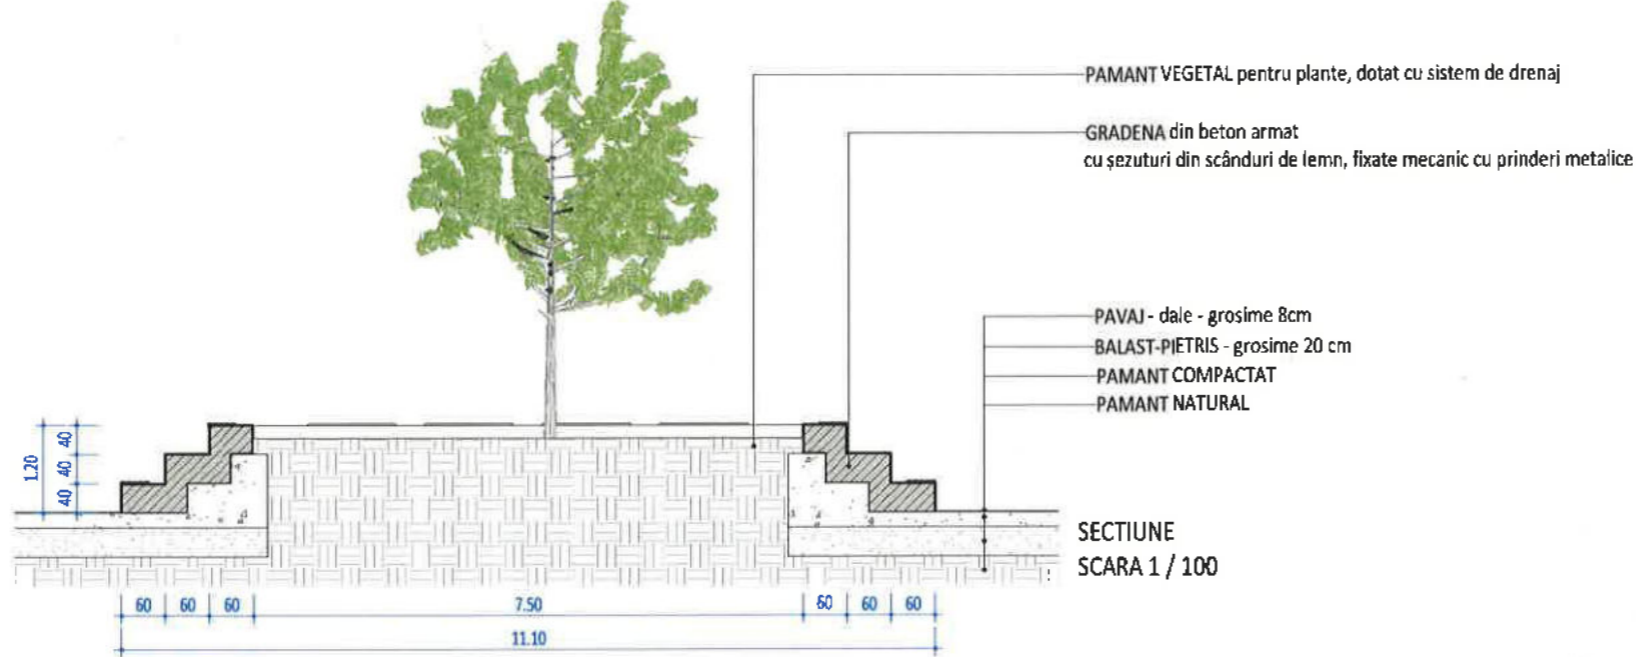 PAMANT VEGETAL pentru plante, dotat cu sistem de drenaj
GRADENA din beton armat
cu șezuturi din scânduri de lemn, fixate mecanic cu prinderi metalice
PAVAJ - dale - grosime 8cm
BALAST-PIETRIS - grosime 20 cm
PAMANT COMPACTAT
PAMANT NATURAL
1.20
40
40
40
SECTIUNE
SCARA 1 / 100
60 60 60 7.50 60 60 60
11.10